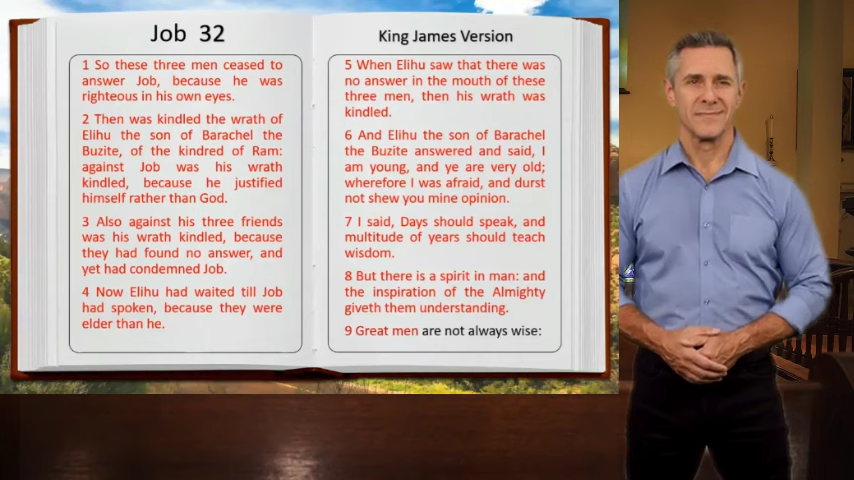 Job 32
1 So these three men ceased to
answer Job, because he was
righteous in his own eyes.
2 Then was kindled the wrath of
Elihu the son of Barachel the
Buzite, of the kindred of Ram:
against Job was his wrath
kindled, because he justified
himself rather than God.
3 Also against his three friends
was his wrath kindled, because
they had found no answer, and
yet had condemned Job.
4 Now Elihu had waited till Job
had spoken, because they were
elder than he.
King James Version
5 When Elihu saw that there was
no answer in the mouth of these
three men, then his wrath was
kindled.
6 And Elihu the son of Barachel
the Buzite answered and said, I
am young, and ye are very old;
wherefore I was afraid, and durst
not shew you mine opinion.
7 I said, Days should speak, and
multitude of years should teach
wisdom.
8 But there is a spirit in man: and
the inspiration of the Almighty
giveth them understanding.
9 Great men are not always wise: